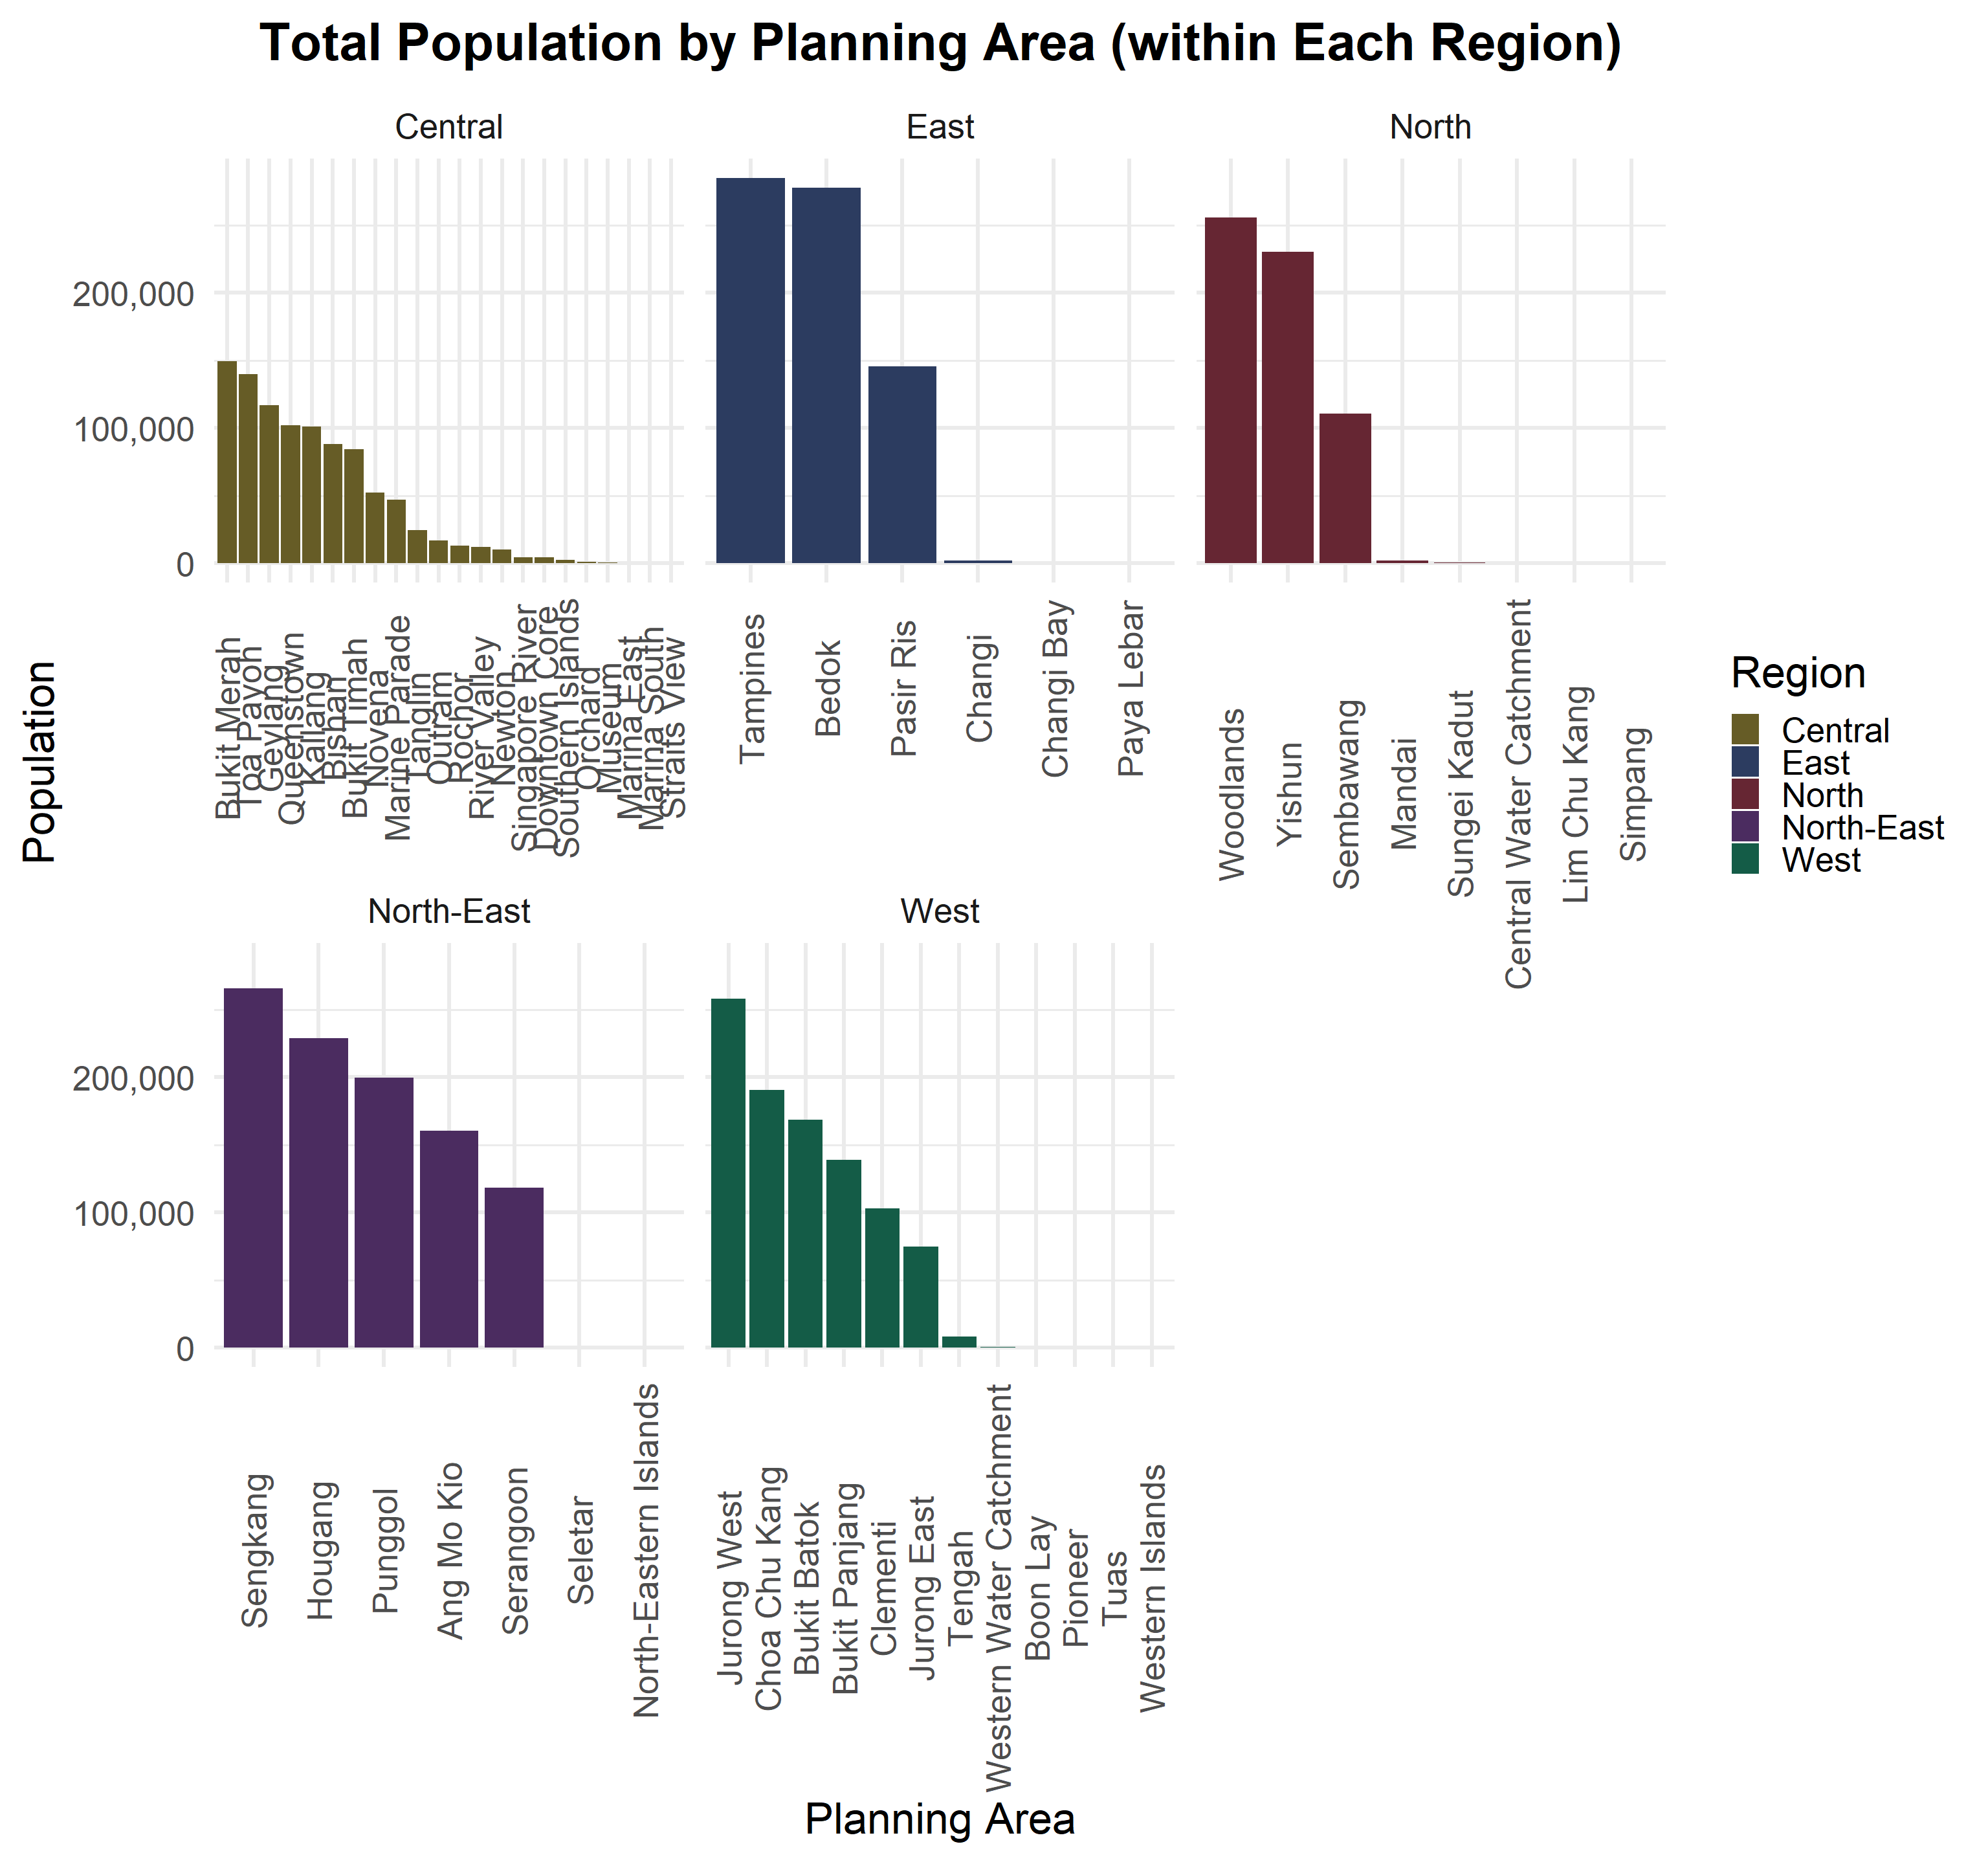 Total Population by Planning Area (within Each Region)
Central
East
North
200,000
100,000
0
Bukit Merah
Toa Payoh
Geylang
Queenstown
Kallang
Bishan
Bukit Timah
Novena
Marine Parade
Tanglin
Outram
Rochor
River Valley
Newton
Singapore River
Downtown Core
Southern Islands
Orchard
Museum
Marina East
Marina South
Straits View
Tampines
Bedok
Pasir Ris
Changi
Changi Bay
Paya Lebar
Woodlands
Yishun
Sembawang
Mandai
Sungei Kadut
Central Water Catchment
Lim Chu Kang
Simpang
Population
Region
Central
East
North
North-East
West
North-East
West
200,000
100,000
0
Sengkang
Hougang
Punggol
Ang Mo Kio
Serangoon
Seletar
North-Eastern Islands
Jurong West
Choa Chu Kang
Bukit Batok
Bukit Panjang
Clementi
Jurong East
Tengah
Western Water Catchment
Boon Lay
Pioneer
Tuas
Western Islands
Planning Area